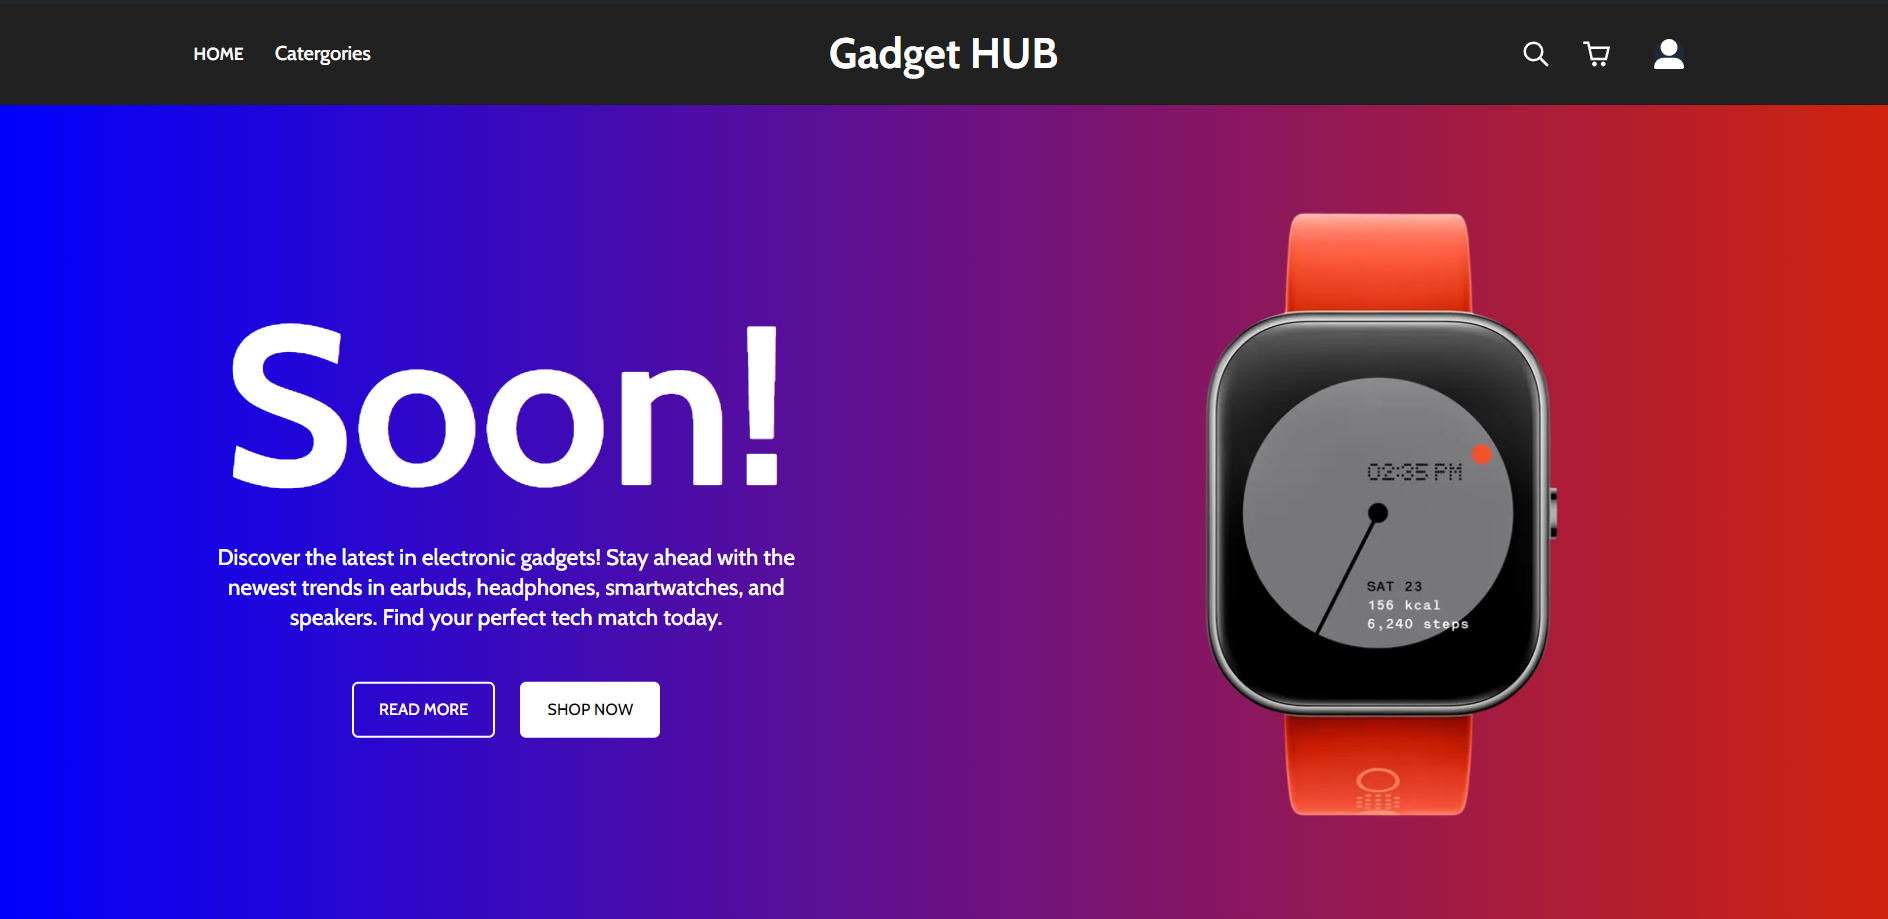 HOME Catergories Gadget HUB
Soon!
Discover the latest in electronic gadgets! Stay ahead with the
newest trends in earbuds, headphones, smartwatches, and
speakers. Find your perfect tech match today.
READ MORE SHOP NOW
02:35 PM
SAT 23
156 kcal
6,240 steps